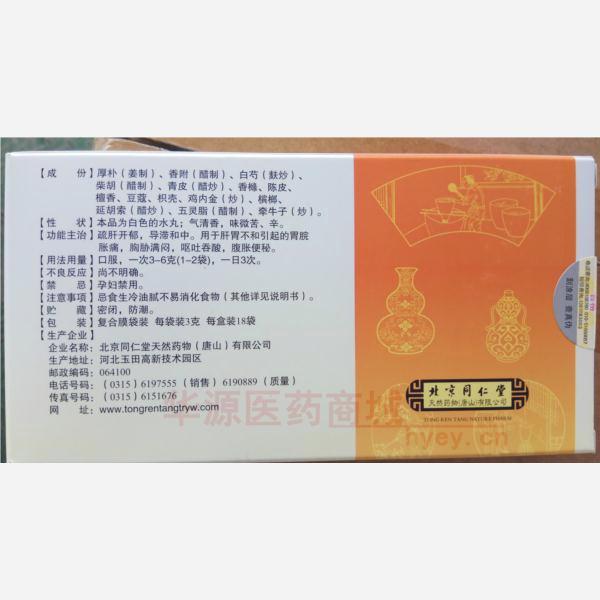 【成 份】厚朴（姜制）、香附（醋制）、白芍（麸炒）、
柴胡（醋制）、青皮（醋炒）、香橼、陈皮、
檀香、豆蔻、枳壳、鸡内金（炒）、槟榔、
延胡索（醋炒）、五灵脂（醋制）、牵牛子（炒）。
【性 状】本品为白色的水丸；气清香，味微苦、辛。
【功能主治】疏肝开郁，导滞和中。用于肝胃不和引起的胃脘
胀痛，胸胁满闷，呕吐吞酸，腹胀便秘。
【用法用量】口服，一次3-6克(1-2袋)，一日3次。
【不良反应】尚不明确。
【禁 忌】孕妇禁用。
【注意事项】忌食生冷油腻不易消化食物（其他详见说明书）。
【贮 藏】密闭，防潮。
【包 装】复合膜袋装 每袋装3克 每盒装18袋
【生产企业】
企业名称：北京同仁堂天然药物（唐山）有限公司
生产地址：河北玉田高新技术园区
邮政编码：064100
电话号码：（0315）6197555（销售）6190889（质量）
传真号码：（0315）6151676
网 址：www.tongrentangtryw.com
北京同仁堂
天然药物(唐山)有限公司
TONG REN TANG NATURE PHARM
刮涂层 查真伪
华源医药商城
hyey.cn